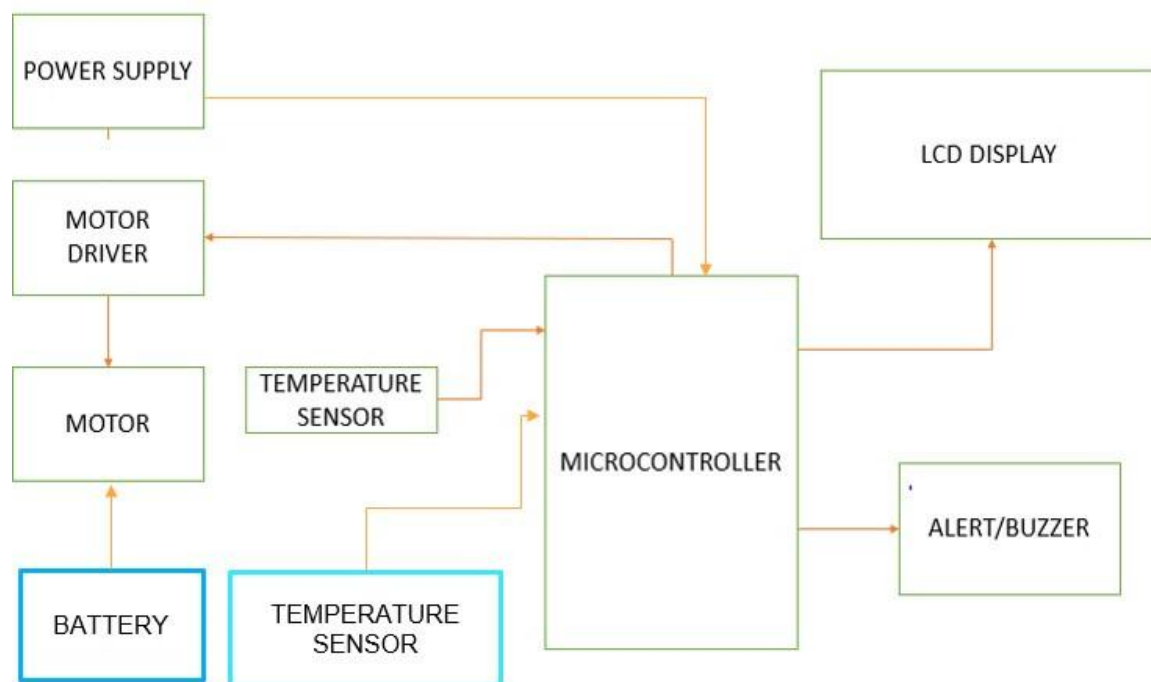 POWER SUPPLY
LCD DISPLAY
MOTOR
DRIVER
TEMPERATURE
SENSOR
MOTOR
MICROCONTROLLER
ALERT/BUZZER
BATTERY
TEMPERATURE
SENSOR